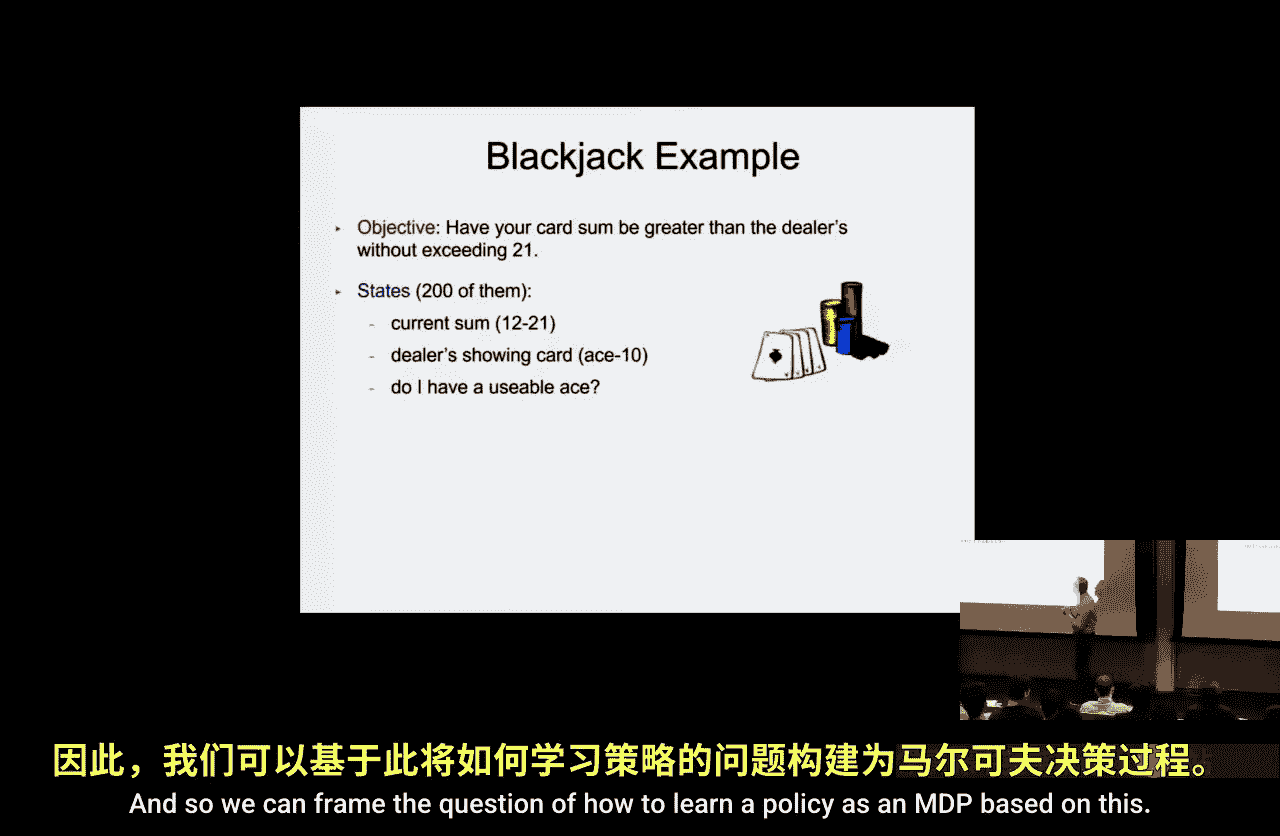 Blackjack Example
‣ Objective: Have your card sum be greater than the dealer's
without exceeding 21.
‣ States (200 of them):
- current sum (12-21)
- dealer's showing card (ace-10)
- do I have a useable ace?
因此，我们可以基于此将如何学习策略的问题构建为马尔可夫决策过程。
And so we can frame the question of how to learn a policy as an MDP based on this.